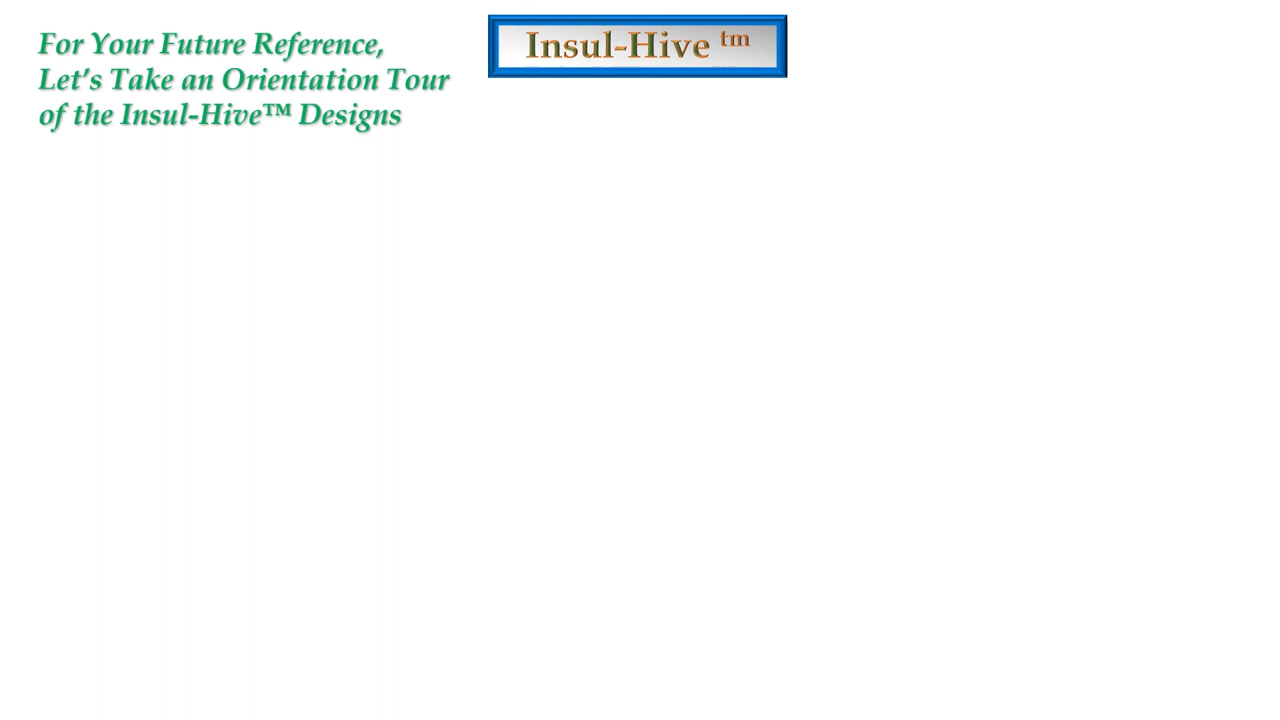 For Your Future Reference,
Let's Take an Orientation Tour
of the Insul-Hive™ Designs
Insul-Hive tm